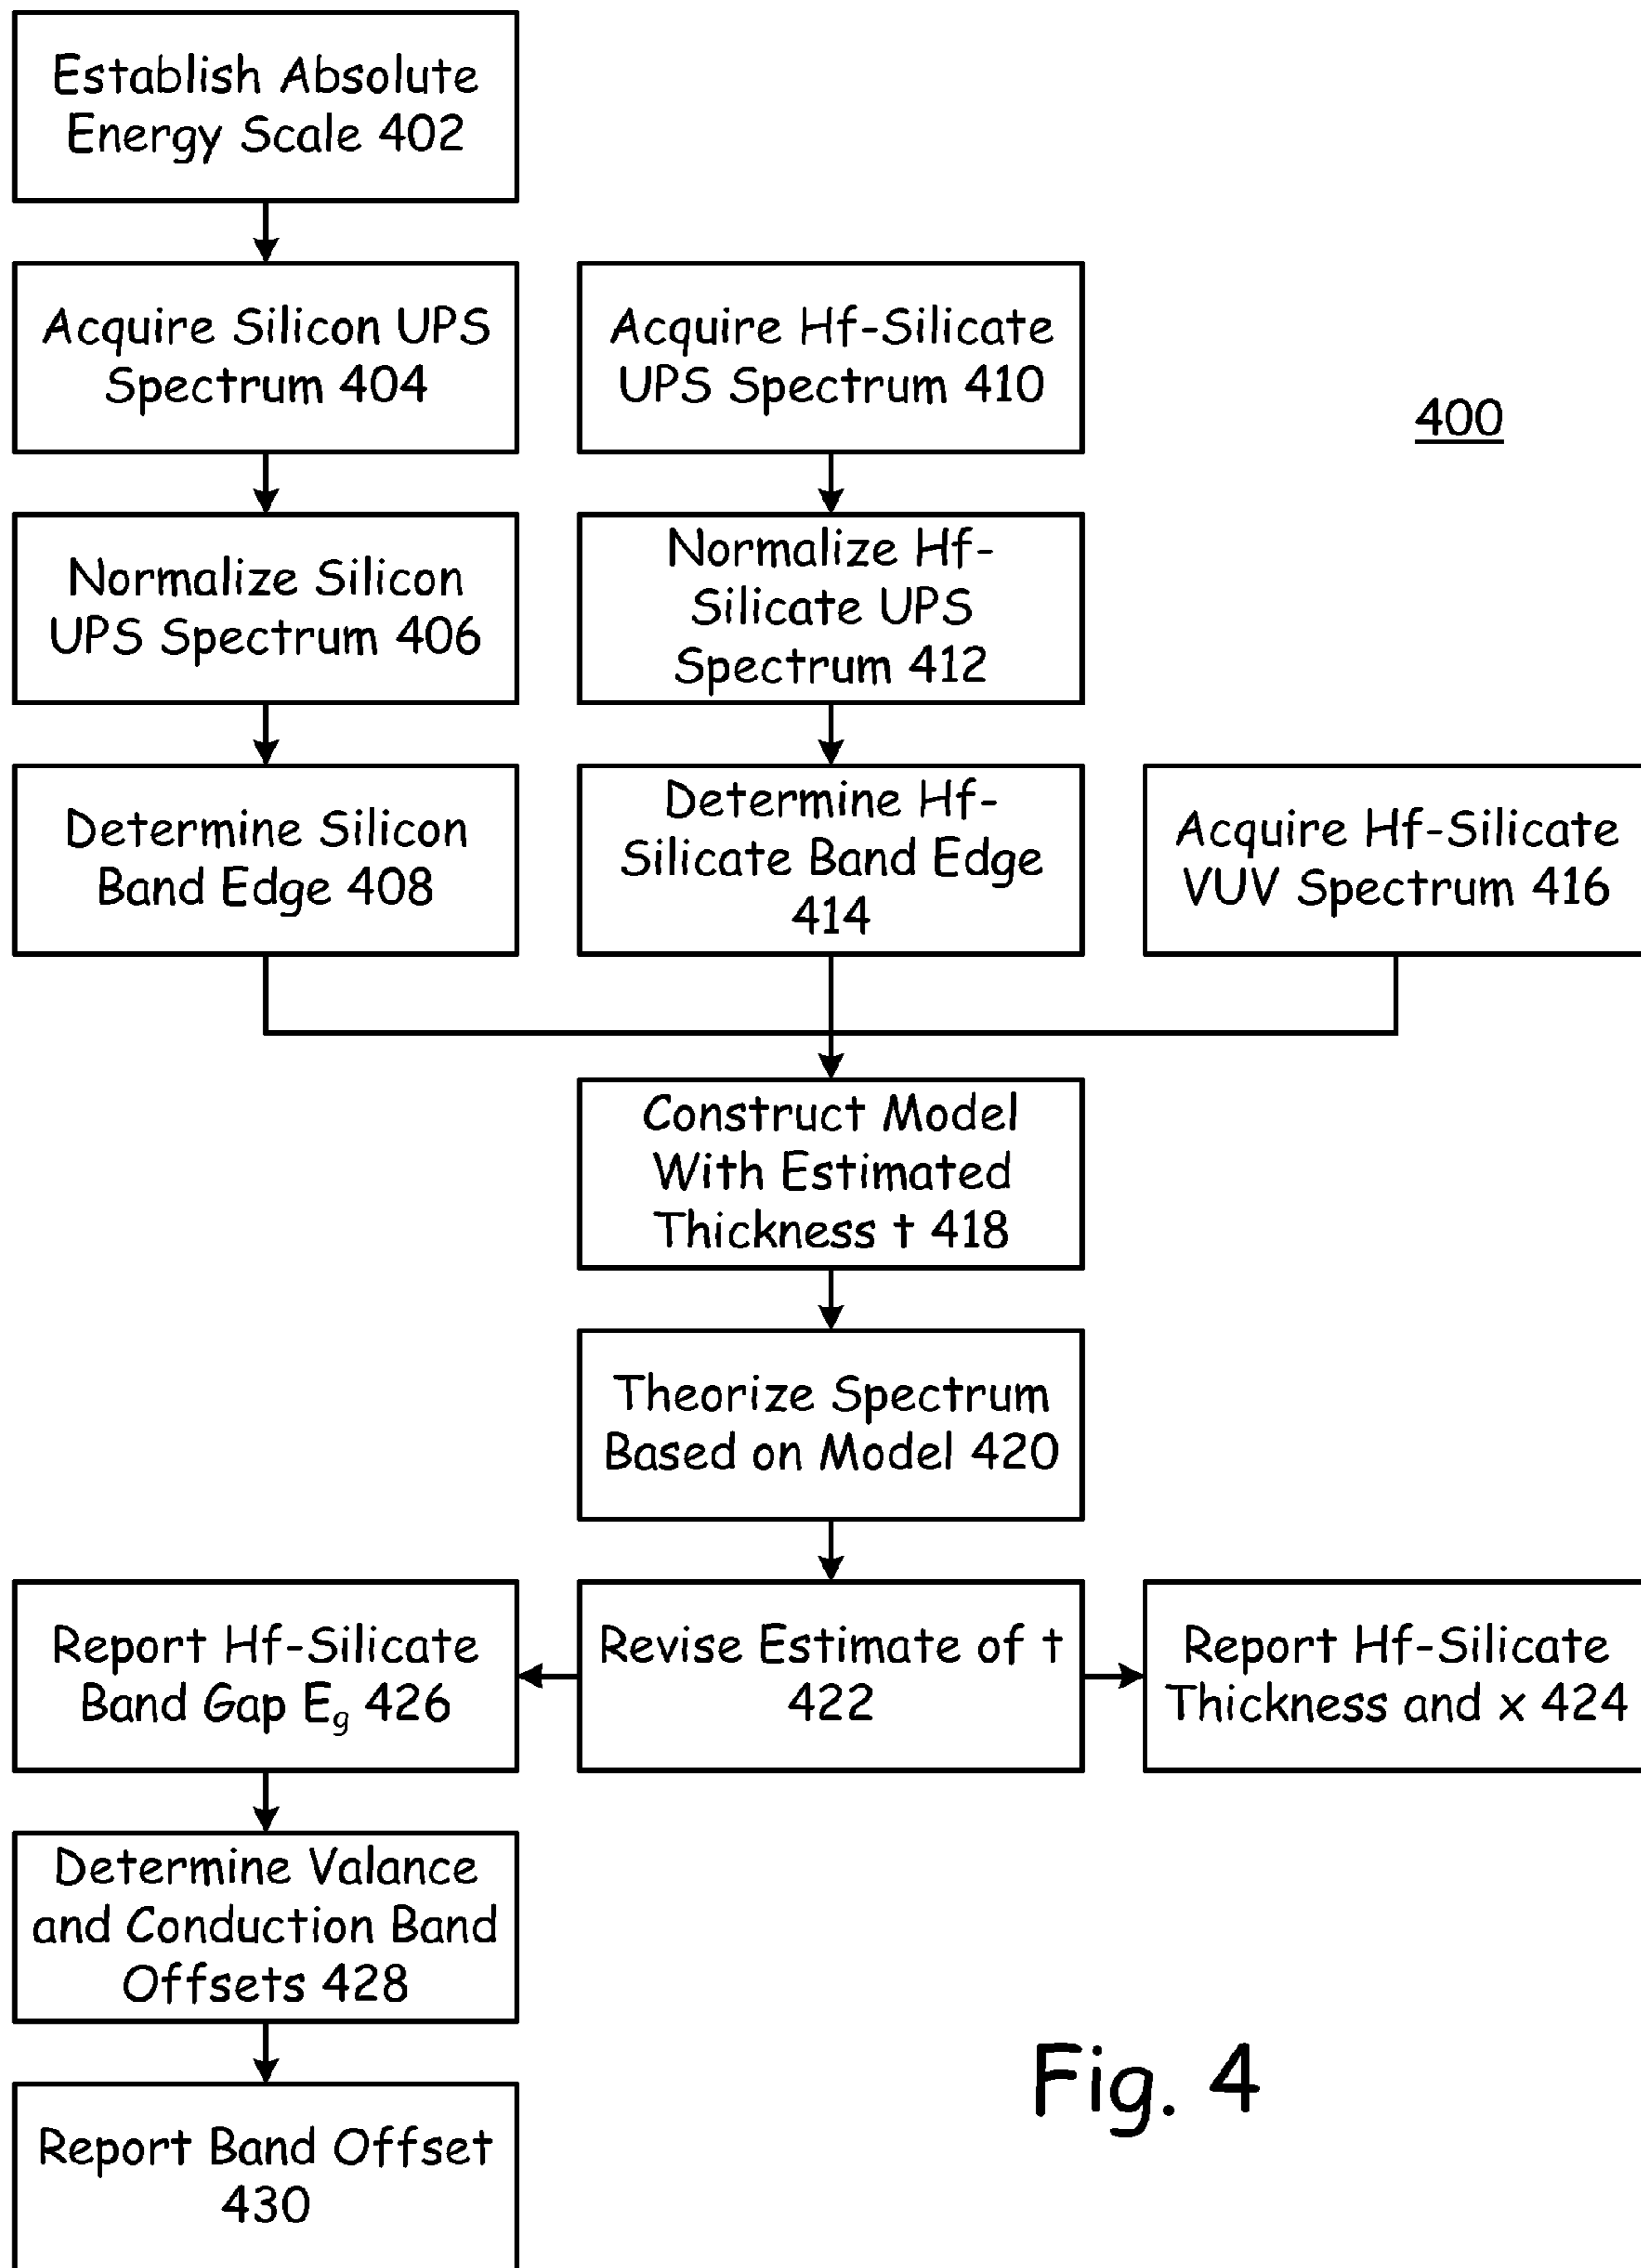 Establish Absolute
Energy Scale 402
Acquire Silicon UPS
Spectrum 404
Acquire Hf-Silicate
UPS Spectrum 410
400
Normalize Silicon
UPS Spectrum 406
Normalize Hf-
Silicate UPS
Spectrum 412
Determine Silicon
Band Edge 408
Determine Hf-
Silicate Band Edge
414
Acquire Hf-Silicate
VUV Spectrum 416
Construct Model
With Estimated
Thickness t 418
Theorize Spectrum
Based on Model 420
Report Hf-Silicate
Band Gap Eg 426
Revise Estimate of t
422
Report Hf-Silicate
Thickness and x 424
Determine Valance
and Conduction Band
Offsets 428
Report Band Offset
430
Fig. 4